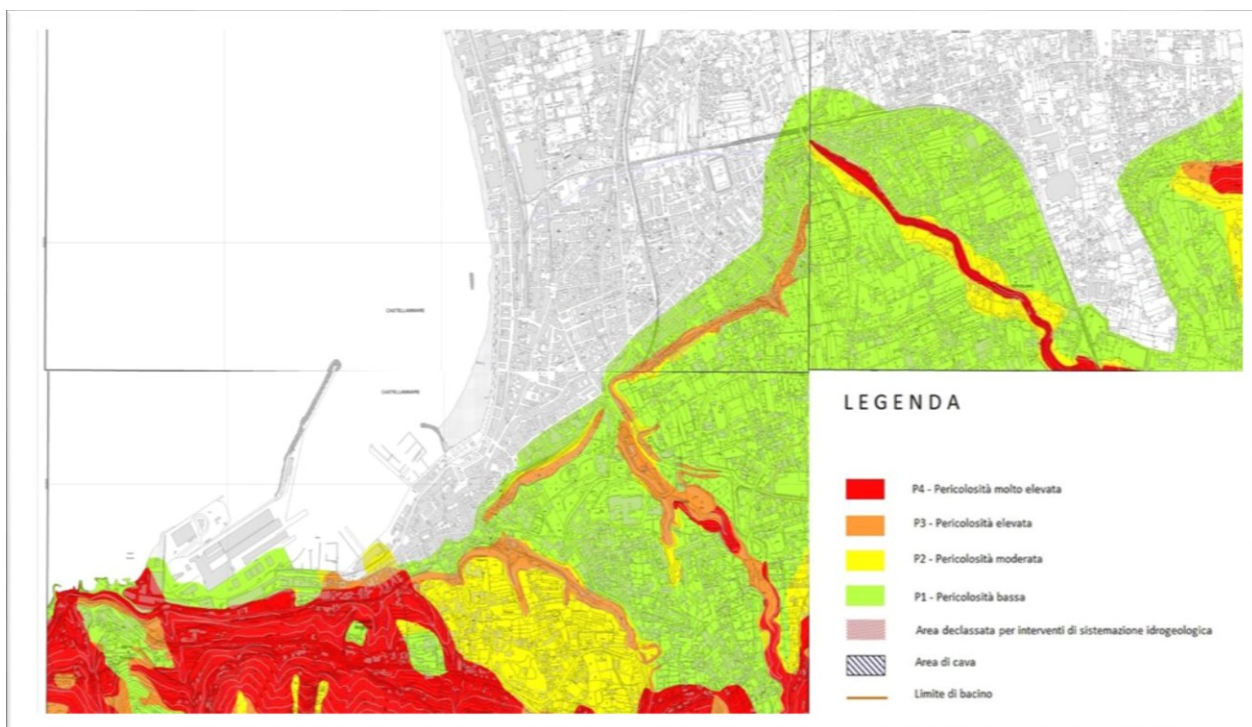 CASTELLAMMARE
CASTELLAMMARE
LEGENDA
P4 - Pericolosità molto elevata
P3 - Pericolosità elevata
P2 - Pericolosità moderata
P1 - Pericolosità bassa
Area declassata per interventi di sistemazione idrogeologica
Area di cava
Limite di bacino